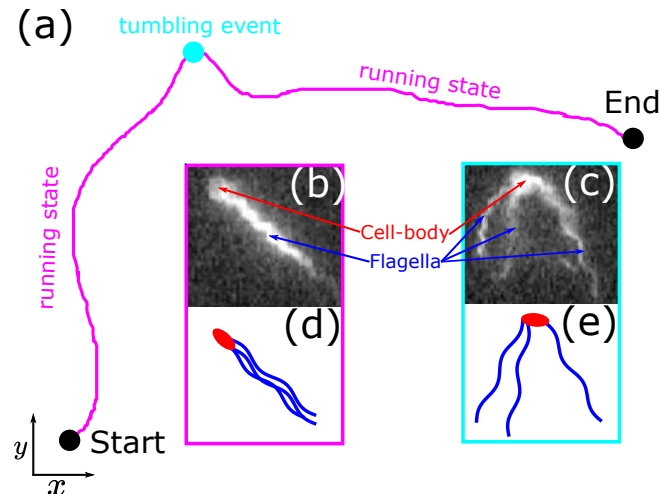 (a)
tumbling event
running state
End
running state
(b)
(c)
Cell-body
Flagella
(d)
(e)
Start
y
x